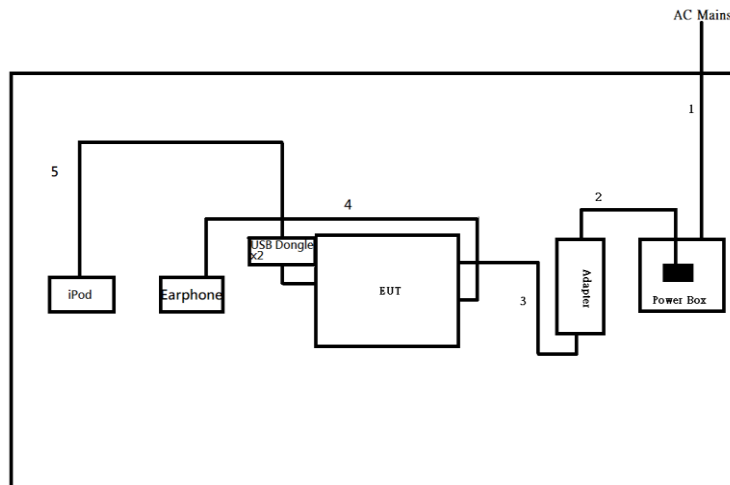 AC Mains
1
5
2
4
USB Dongle
x2
Adapter
iPod
Earphone
EUT
3
Power Box